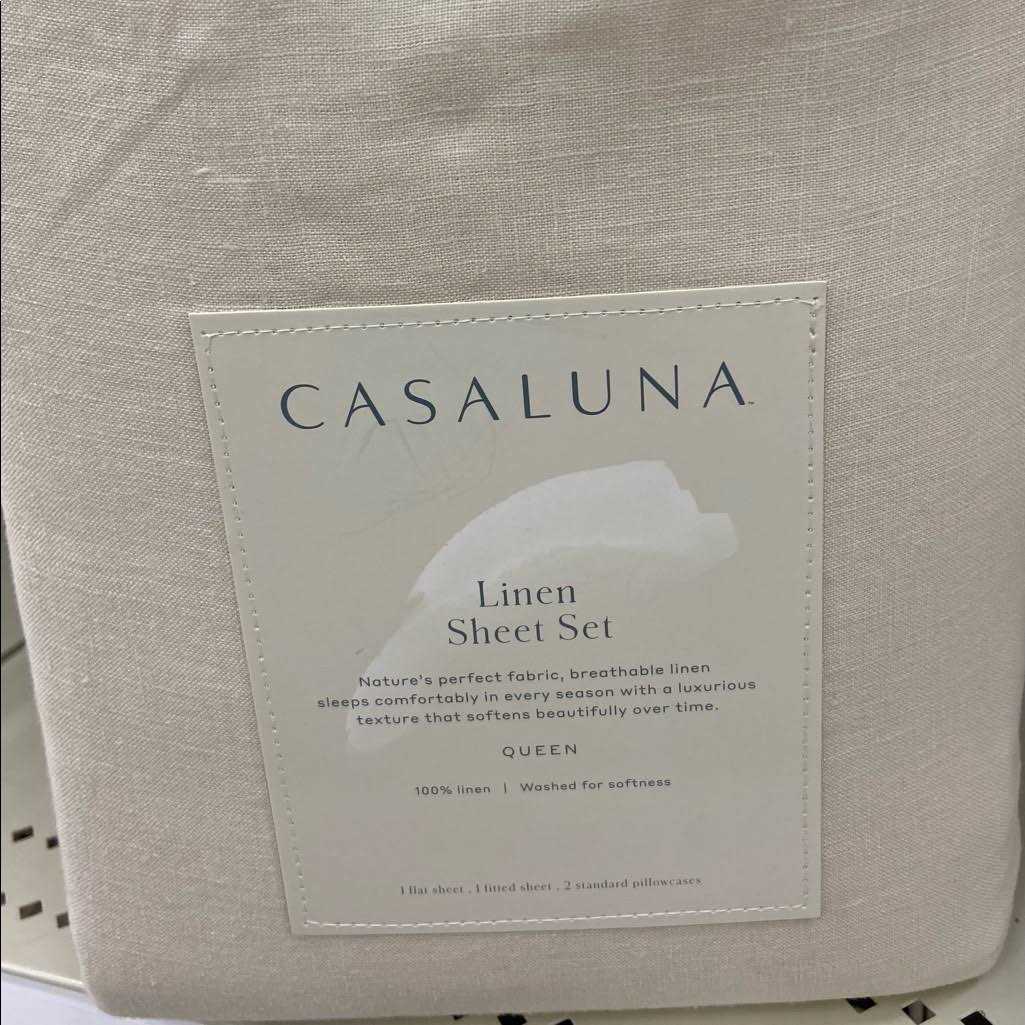 CASALUNA™
Linen
Sheet Set
Nature's perfect fabric, breathable linen
sleeps comfortably in every season with a luxurious
texture that softens beautifully over time.
QUEEN
100% linen | Washed for softness
1 flat sheet . 1 fitted sheet . 2 standard pillowcases